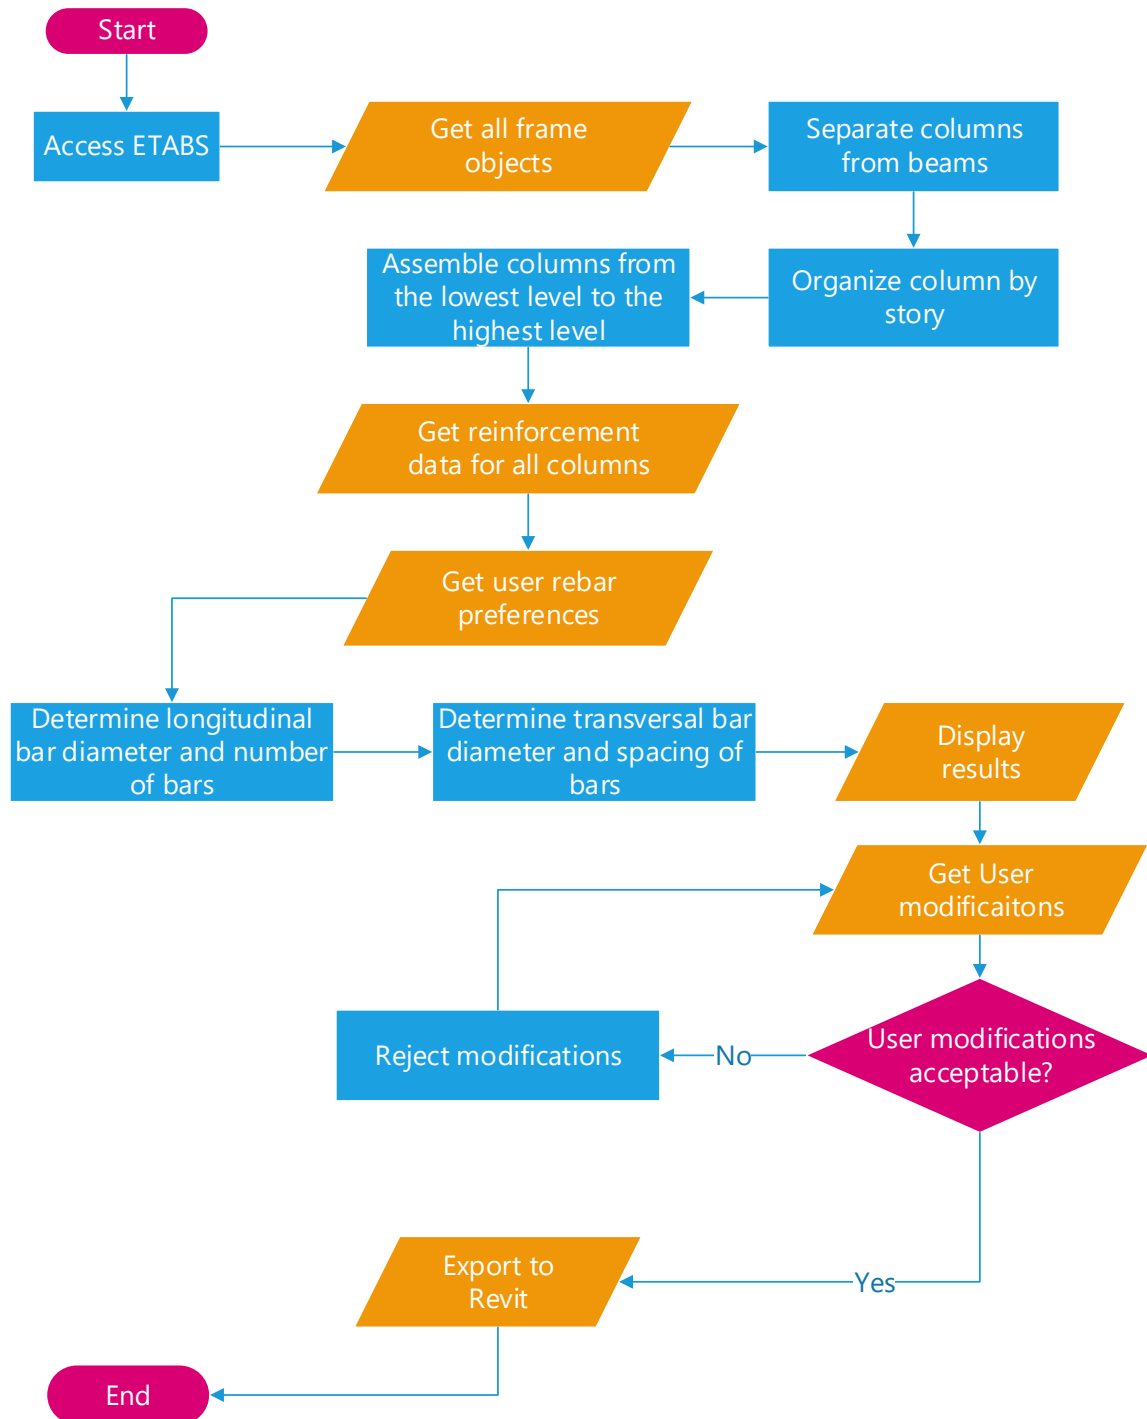 Start
Access ETABS
Get all frame
objects
Separate columns
from beams
Organize column by
story
Assemble columns from
the lowest level to the
highest level
Get reinforcement
data for all columns
Get user rebar
preferences
Determine longitudinal
bar diameter and number
of bars
Determine transversal bar
diameter and spacing of
bars
Display
results
Get User
modificaitons
User modifications
acceptable?
No
Reject modifications
Yes
Export to
Revit
End